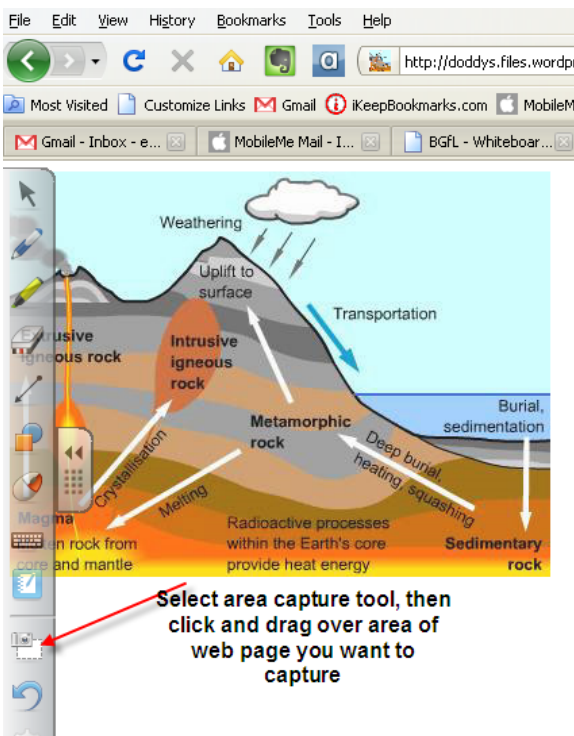 File Edit View History Bookmarks Tools Help
http://doddys.files.wordp
Most Visited Customize Links Gmail iKeepBookmarks.com MobileM
Gmail - Inbox - e... MobileMe Mail - I... BGfL - Whiteboar...
Weathering
Uplift to
surface
Transportation
Extrusive
igneous rock
Intrusive
igneous
rock
Burial,
sedimentation
Metamorphic
rock
Deep burial,
heating, squashing
Crystallisation
Melting
Magma
rock from
core and mantle
Radioactive processes
within the Earth's core
provide heat energy
Sedimentary
rock
Select area capture tool, then
click and drag over area of
web page you want to
capture